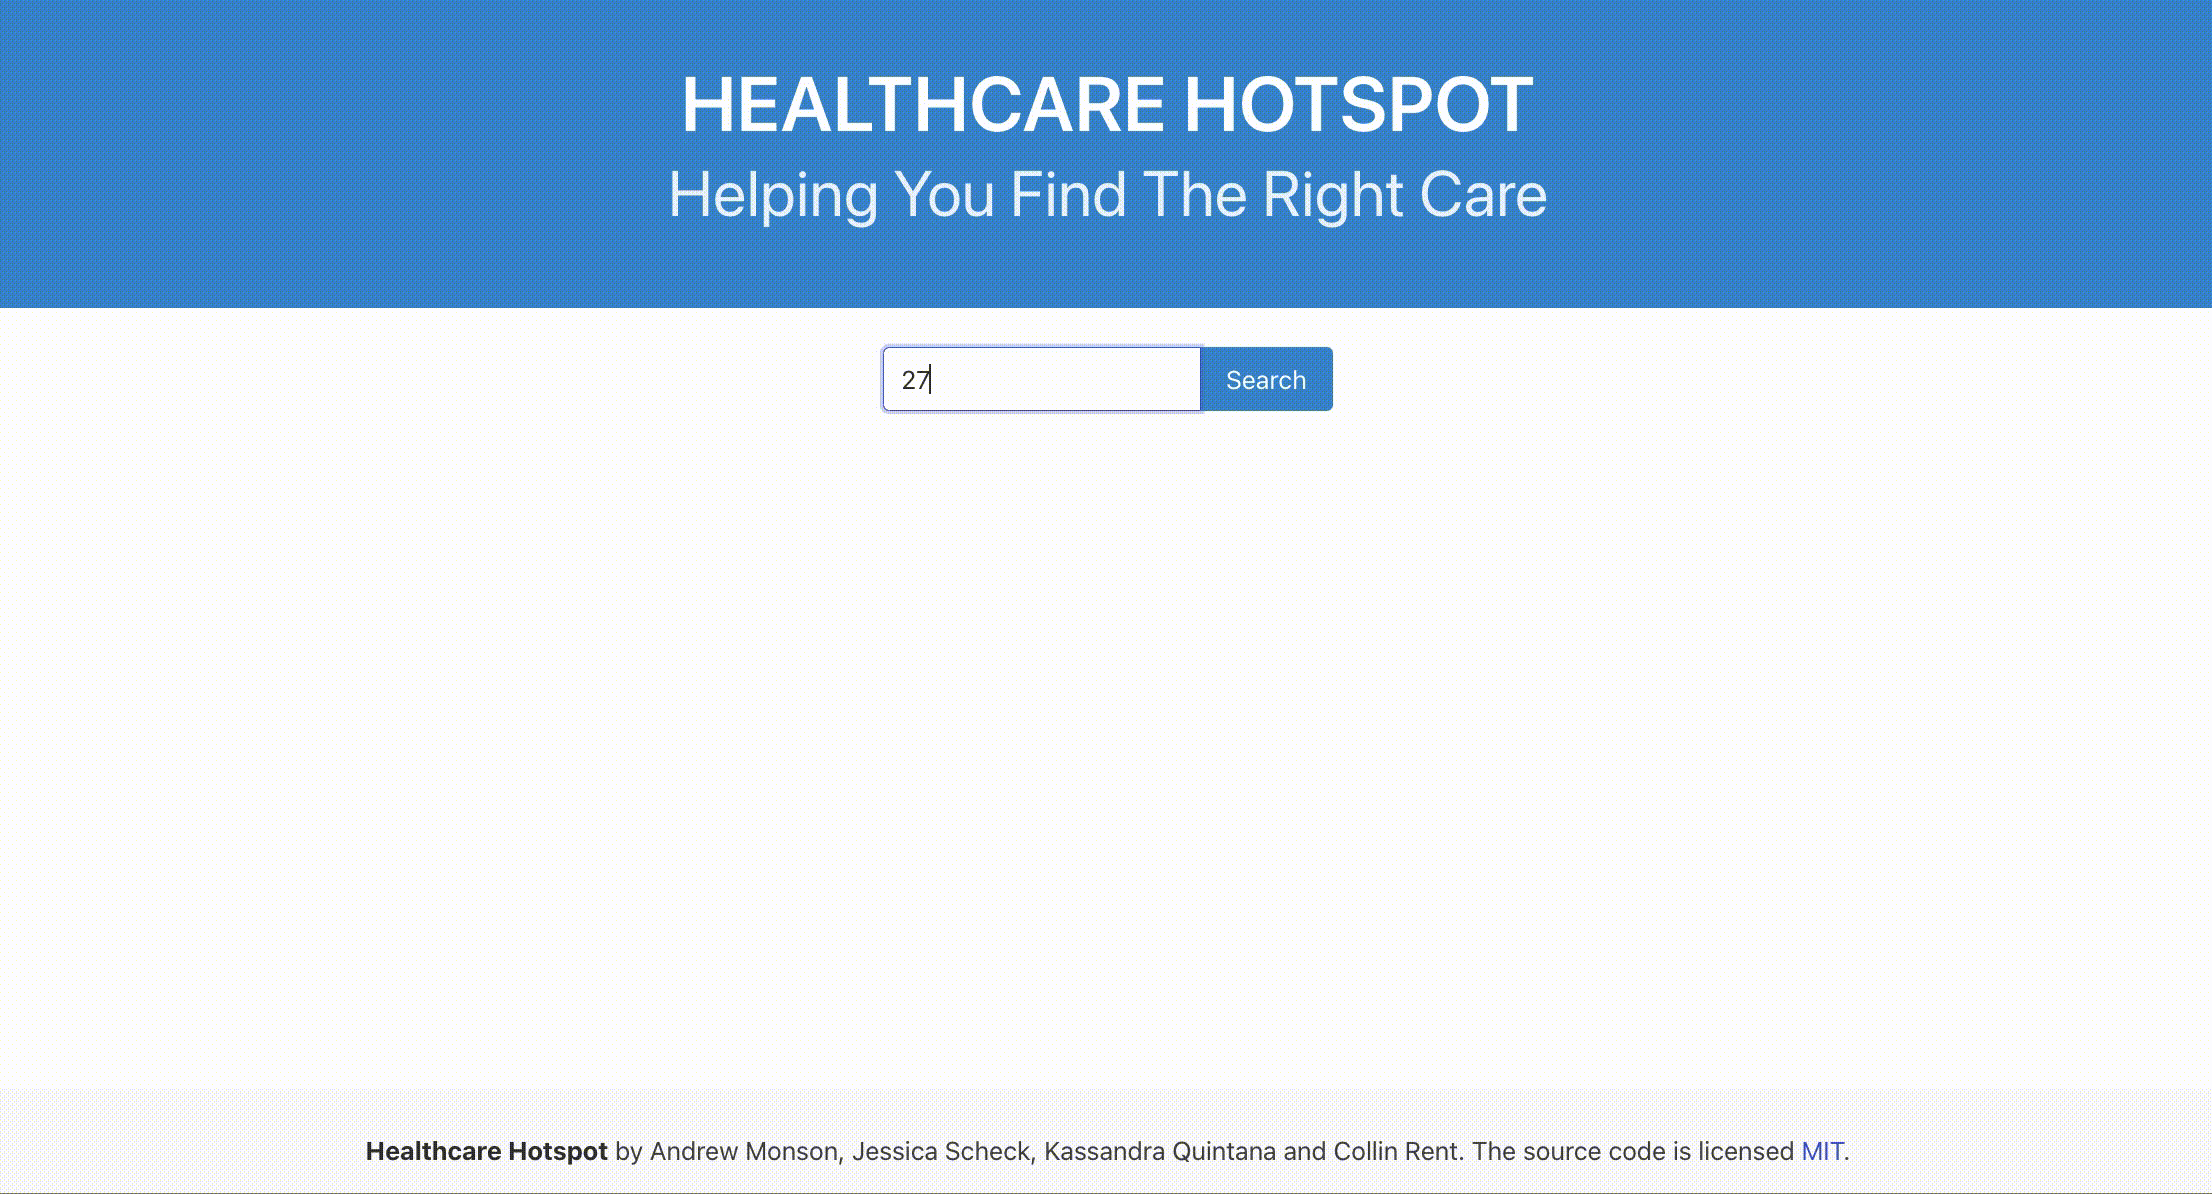 HEALTHCARE HOTSPOT
Helping You Find The Right Care
27
Search
Healthcare Hotspot by Andrew Monson, Jessica Scheck, Kassandra Quintana and Collin Rent. The source code is licensed MIT.